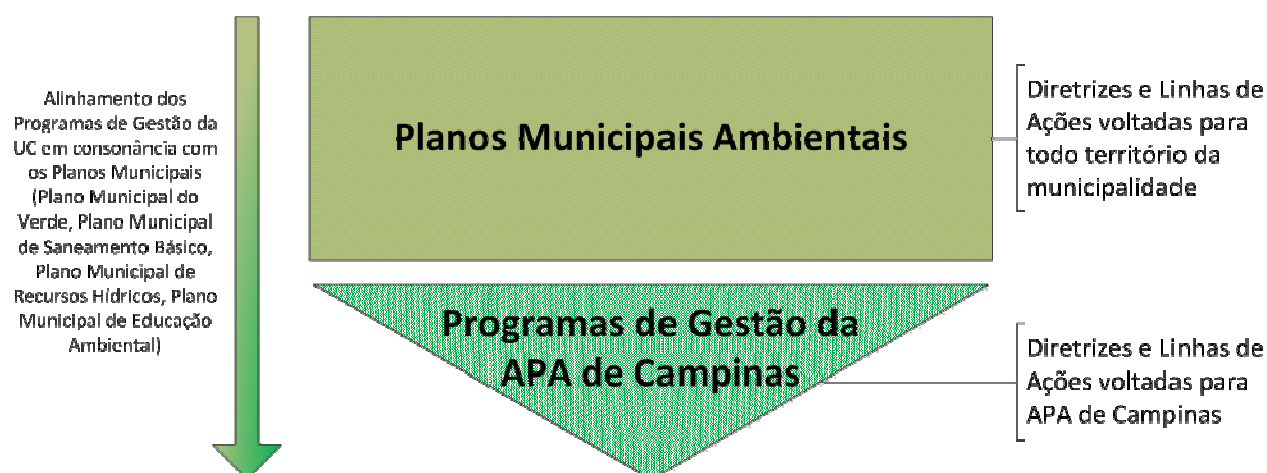 Alinhamento dos
Programas de Gestão da
UC em consonância com
os Planos Municipais
(Plano Municipal do
Verde, Plano Municipal
de Saneamento Básico,
Plano Municipal de
Recursos Hídricos, Plano
Municipal de Educação
Ambiental)
Planos Municipais Ambientais
Diretrizes e Linhas de
Ações voltadas para
todo território da
municipalidade
Programas de Gestão da
APA de Campinas
Diretrizes e Linhas de
Ações voltadas para
APA de Campinas